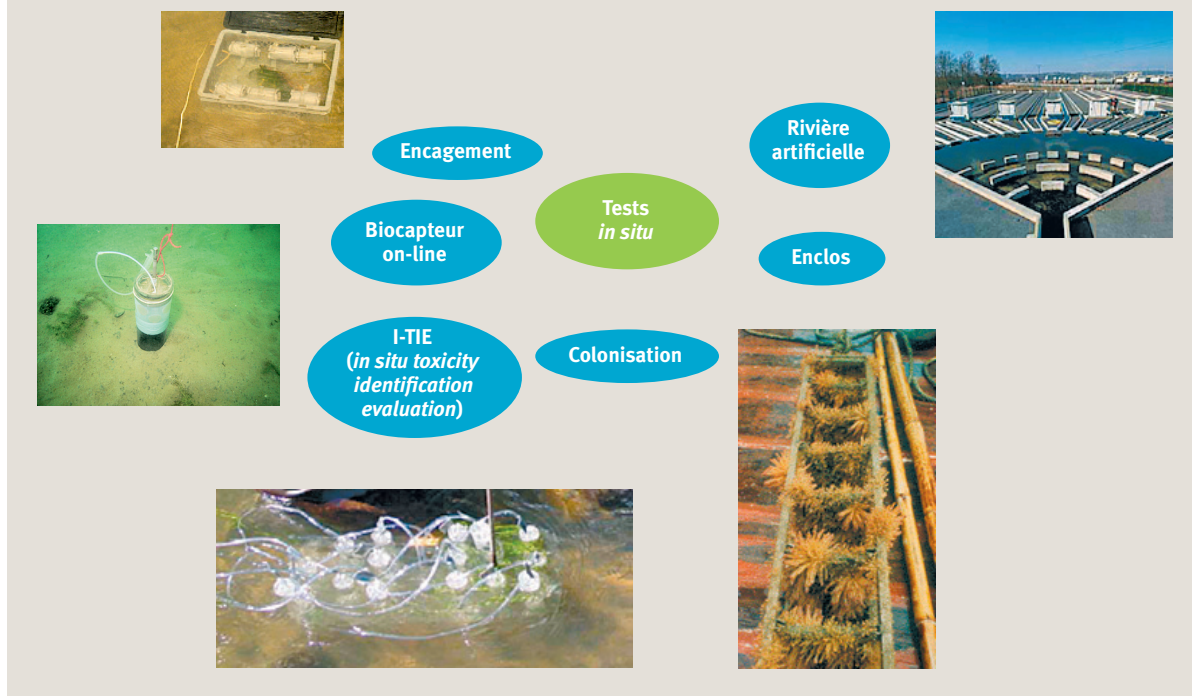 Encagement
Rivière
artificielle
Tests
in situ
Biocapteur
on-line
Enclos
I-TIE
(in situ toxicity
identification
evaluation)
Colonisation